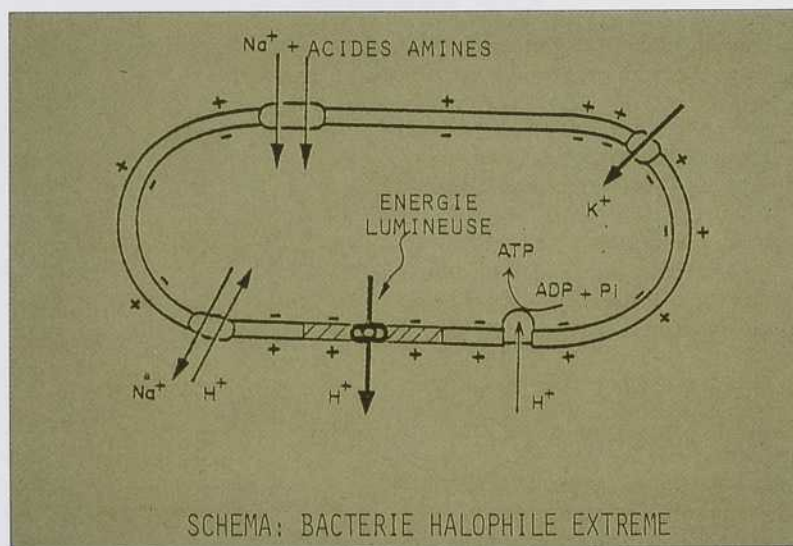 Na⁺ + ACIDES AMINES
K⁺
ENERGIE
LUMINEUSE
ATP
ADP + Pi
Na⁺ H⁺
H⁺
H⁺
SCHEMA: BACTERIE HALOPHILE EXTREME